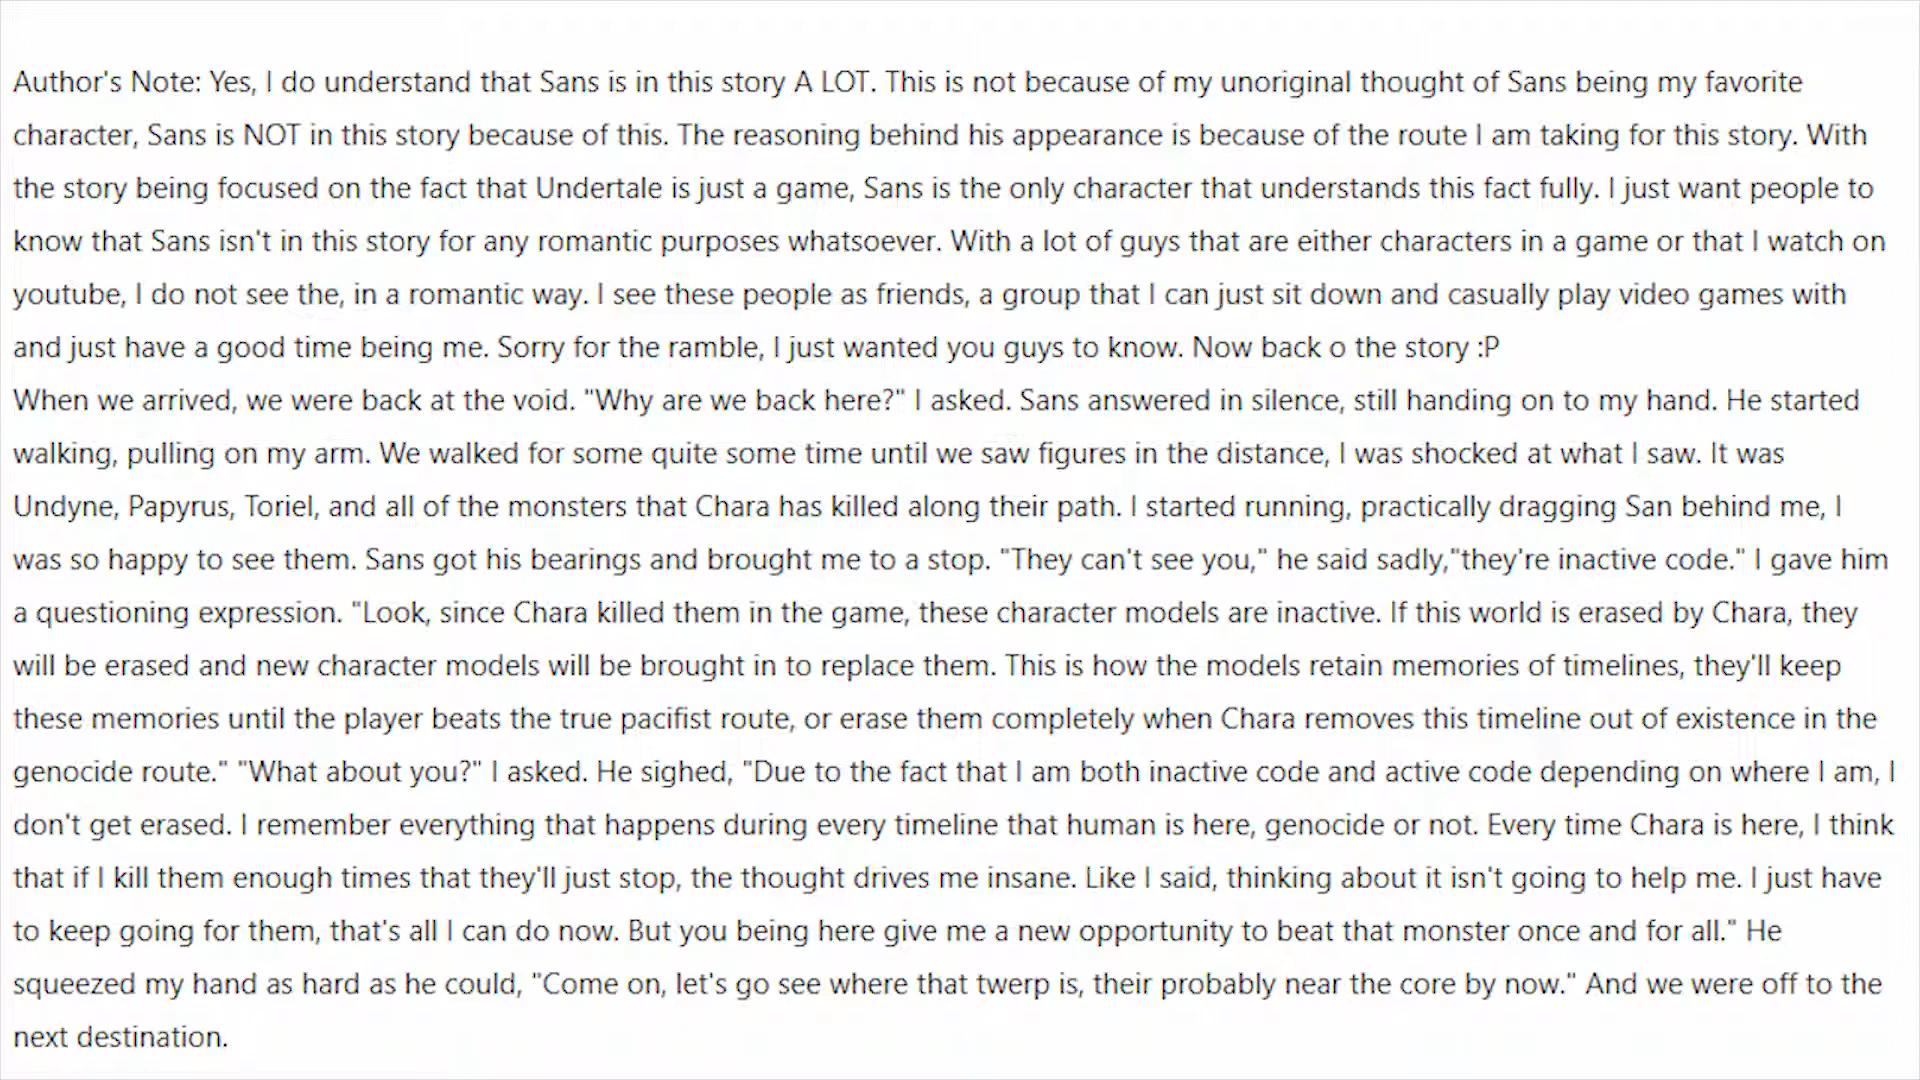 Author's Note: Yes, I do understand that Sans is in this story A LOT. This is not because of my unoriginal thought of Sans being my favorite
character, Sans is NOT in this story because of this. The reasoning behind his appearance is because of the route I am taking for this story. With
the story being focused on the fact that Undertale is just a game, Sans is the only character that understands this fact fully. I just want people to
know that Sans isn't in this story for any romantic purposes whatsoever. With a lot of guys that are either characters in a game or that I watch on
youtube, I do not see the, in a romantic way. I see these people as friends, a group that I can just sit down and casually play video games with
and just have a good time being me. Sorry for the ramble, I just wanted you guys to know. Now back o the story :P
When we arrived, we were back at the void. "Why are we back here?" I asked. Sans answered in silence, still handing on to my hand. He started
walking, pulling on my arm. We walked for some quite some time until we saw figures in the distance, I was shocked at what I saw. It was
Undyne, Papyrus, Toriel, and all of the monsters that Chara has killed along their path. I started running, practically dragging San behind me, I
was so happy to see them. Sans got his bearings and brought me to a stop. "They can't see you," he said sadly,"they're inactive code." I gave him
a questioning expression. "Look, since Chara killed them in the game, these character models are inactive. If this world is erased by Chara, they
will be erased and new character models will be brought in to replace them. This is how the models retain memories of timelines, they'll keep
these memories until the player beats the true pacifist route, or erase them completely when Chara removes this timeline out of existence in the
genocide route." "What about you?" I asked. He sighed, "Due to the fact that I am both inactive code and active code depending on where I am, I
don't get erased. I remember everything that happens during every timeline that human is here, genocide or not. Every time Chara is here, I think
that if I kill them enough times that they'll just stop, the thought drives me insane. Like I said, thinking about it isn't going to help me. I just have
to keep going for them, that's all I can do now. But you being here give me a new opportunity to beat that monster once and for all." He
squeezed my hand as hard as he could, "Come on, let's go see where that twerp is, their probably near the core by now." And we were off to the
next destination.